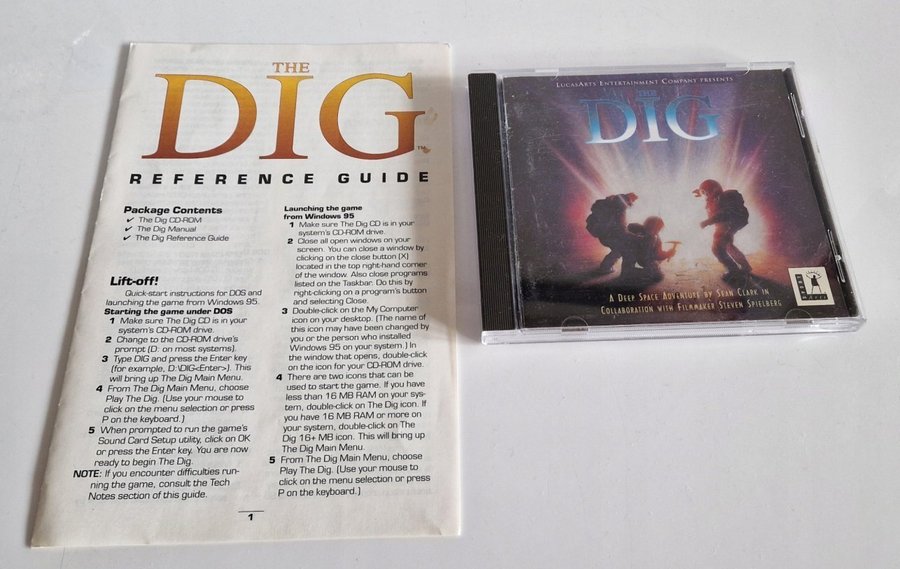 THE
DIG™
REFERENCE GUIDE
Package Contents
✓ The Dig CD-ROM
✓ The Dig Manual
✓ The Dig Reference Guide
Lift-off!
Quick-start instructions for DOS and
launching the game from Windows 95.
Starting the game under DOS
1 Make sure The Dig CD is in your
system's CD-ROM drive.
2 Change to the CD-ROM drive's
prompt (D: on most systems).
3 Type DIG and press the Enter key
(for example, D:\DIG<Enter>). This
will bring up The Dig Main Menu.
4 From The Dig Main Menu, choose
Play The Dig. (Use your mouse to
click on the menu selection or press
P on the keyboard.)
5 When prompted to run the game's
Sound Card Setup utility, click on OK
or press the Enter key. You are now
ready to begin The Dig.
NOTE: If you encounter difficulties run-
ning the game, consult the Tech
Notes section of this guide.
Launching the game
from Windows 95
1 Make sure The Dig CD is in your
system's CD-ROM drive.
2 Close all open windows on your
screen. You can close a window by
clicking on the close button (X)
located in the top right-hand corner
of the window. Also close programs
listed on the Taskbar. Do this by
right-clicking on a program's button
and selecting Close.
3 Double-click on the My Computer
icon on your desktop. (The name of
this icon may have been changed by
you or the person who installed
Windows 95 on your system.) In
the window that opens, double-click
on the icon for your CD-ROM drive.
4 There are two icons that can be
used to start the game. If you have
less than 16 MB RAM on your sys-
tem, double-click on The Dig icon. If
you have 16 MB RAM or more on
your system, double-click on The
Dig 16+ MB icon. This will bring up
The Dig Main Menu.
5 From The Dig Main Menu, choose
Play The Dig. (Use your mouse to
click on the menu selection or press
P on the keyboard.)
1
LUCASARTS ENTERTAINMENT COMPANY PRESENTS
THE
DIG
A DEEP SPACE ADVENTURE BY SEAN CLARK IN
COLLABORATION WITH FILMMAKER STEVEN SPIELBERG